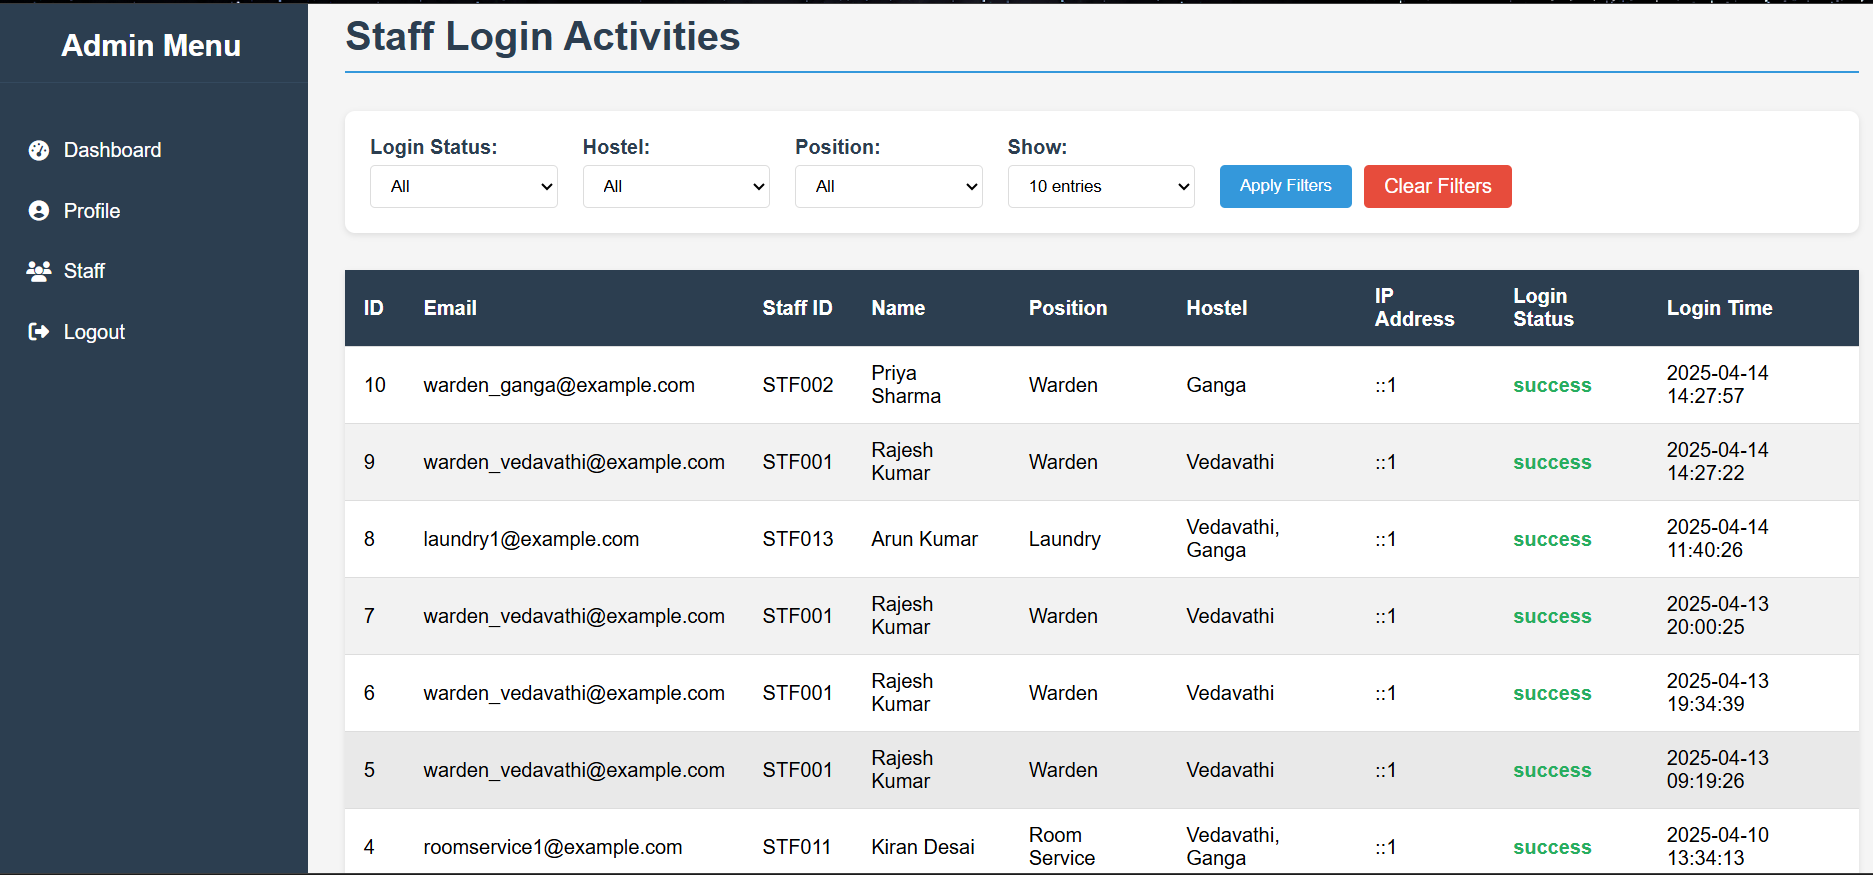 Admin Menu
Dashboard
Profile
Staff
Logout
Staff Login Activities
Login Status: Hostel: Position: Show:
All All All 10 entries Apply Filters Clear Filters
ID Email Staff ID Name Position Hostel IP Address Login Status Login Time
10 warden_ganga@example.com STF002 Priya Sharma Warden Ganga ::1 success 2025-04-14 14:27:57
9 warden_vedavathi@example.com STF001 Rajesh Kumar Warden Vedavathi ::1 success 2025-04-14 14:27:22
8 laundry1@example.com STF013 Arun Kumar Laundry Vedavathi, Ganga ::1 success 2025-04-14 11:40:26
7 warden_vedavathi@example.com STF001 Rajesh Kumar Warden Vedavathi ::1 success 2025-04-13 20:00:25
6 warden_vedavathi@example.com STF001 Rajesh Kumar Warden Vedavathi ::1 success 2025-04-13 19:34:39
5 warden_vedavathi@example.com STF001 Rajesh Kumar Warden Vedavathi ::1 success 2025-04-13 09:19:26
4 roomservice1@example.com STF011 Kiran Desai Room Service Vedavathi, Ganga ::1 success 2025-04-10 13:34:13